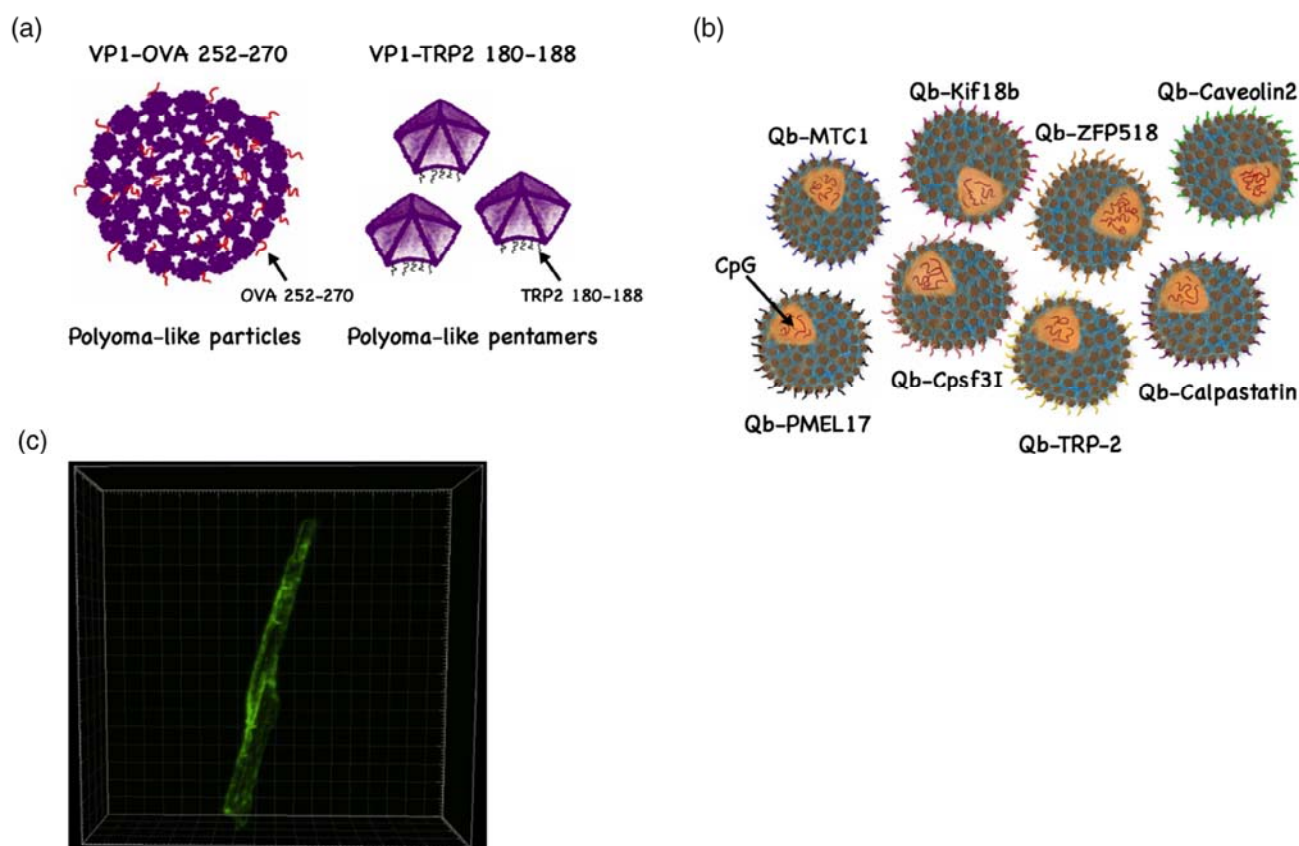 (a)
VP1-OVA 252-270
VP1-TRP2 180-188
OVA 252-270
TRP2 180-188
Polyoma-like particles
Polyoma-like pentamers
(b)
Qb-Kif18b
Qb-Caveolin2
Qb-MTC1
Qb-ZFP518
CpG
Qb-Cpsf3I
Qb-Calpastatin
Qb-PMEL17
Qb-TRP-2
(c)